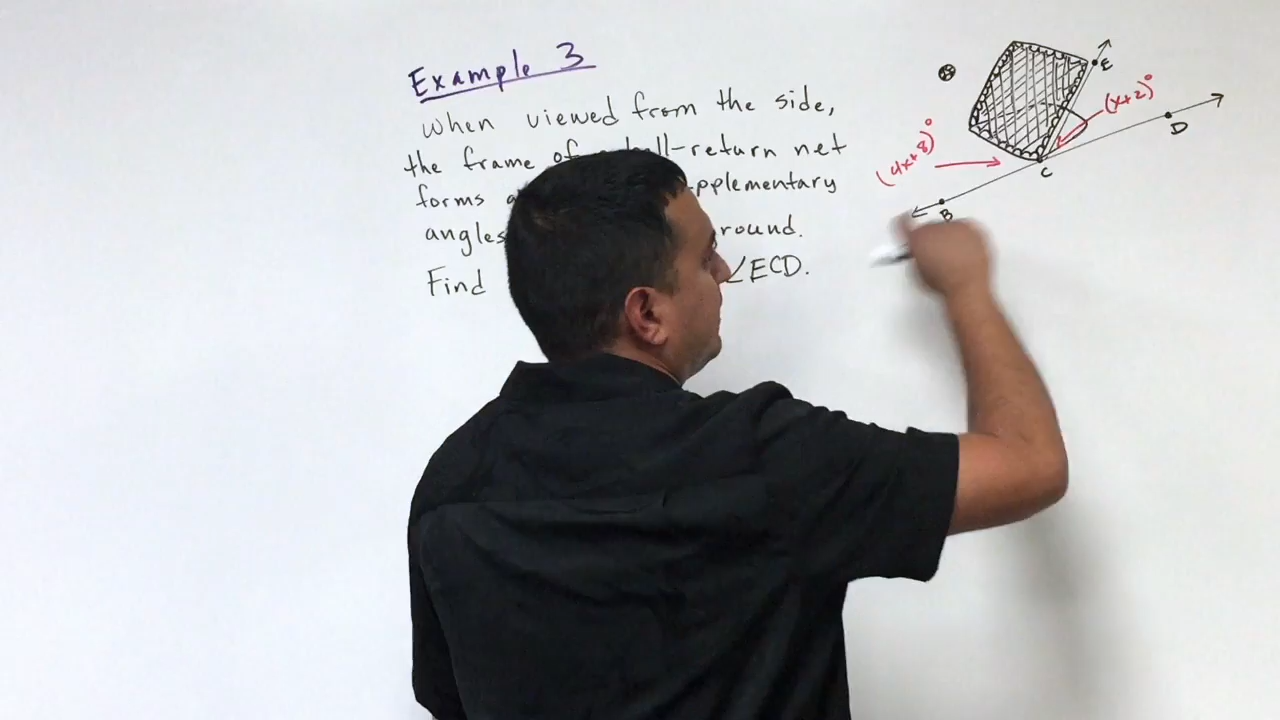 Example 3
When viewed from the side,
the frame of ball-return net
forms pplementary
angles round.
Find ∠ECD.
E
(x+2)°
D
(4x+8)°
C
B